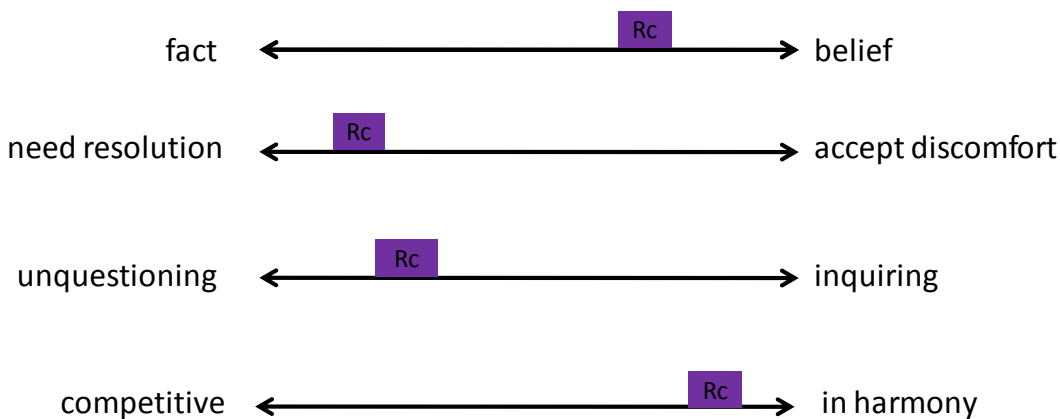 fact Rc belief
need resolution Rc accept discomfort
unquestioning Rc inquiring
competitive Rc in harmony